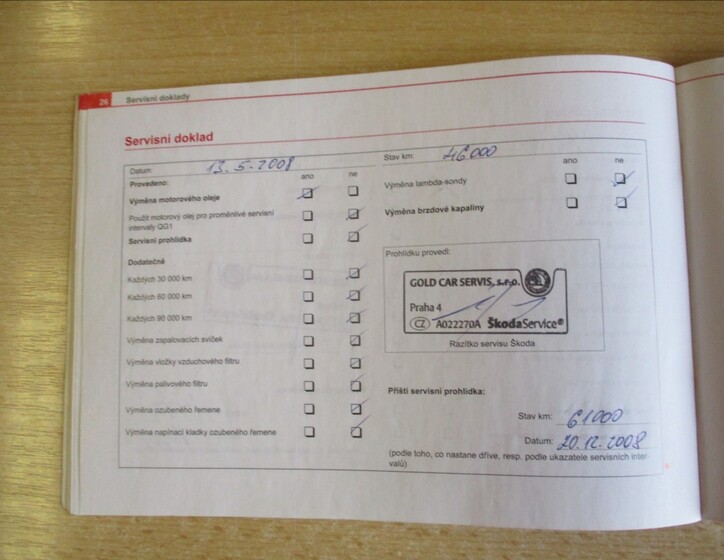 26 Servisní doklady
Servisní doklad
Datum: 13. 5. 2008
Stav km: 46 000
Provedeno: ano ne
ano ne
Výměna motorového oleje
Výměna lambda-sondy
Použit motorový olej pro proměnlivé servisní
intervaly QG1
Výměna brzdové kapaliny
Servisní prohlídka
Dodatečně
Každých 30 000 km
Každých 60 000 km
Každých 90 000 km
Výměna zapalovacích svíček
Výměna vložky vzduchového filtru
Výměna palivového filtru
Výměna ozubeného řemene
Výměna napínací kladky ozubeného řemene
Prohlídku provedl:
GOLD CAR SERVIS, s.r.o.
Praha 4
CZ A022270A ŠkodaService®
Razítko servisu Škoda
Příští servisní prohlídka:
Stav km: 61000
Datum: 20.12.2008
(podle toho, co nastane dříve, resp. podle ukazatele servisních inter-
valů)